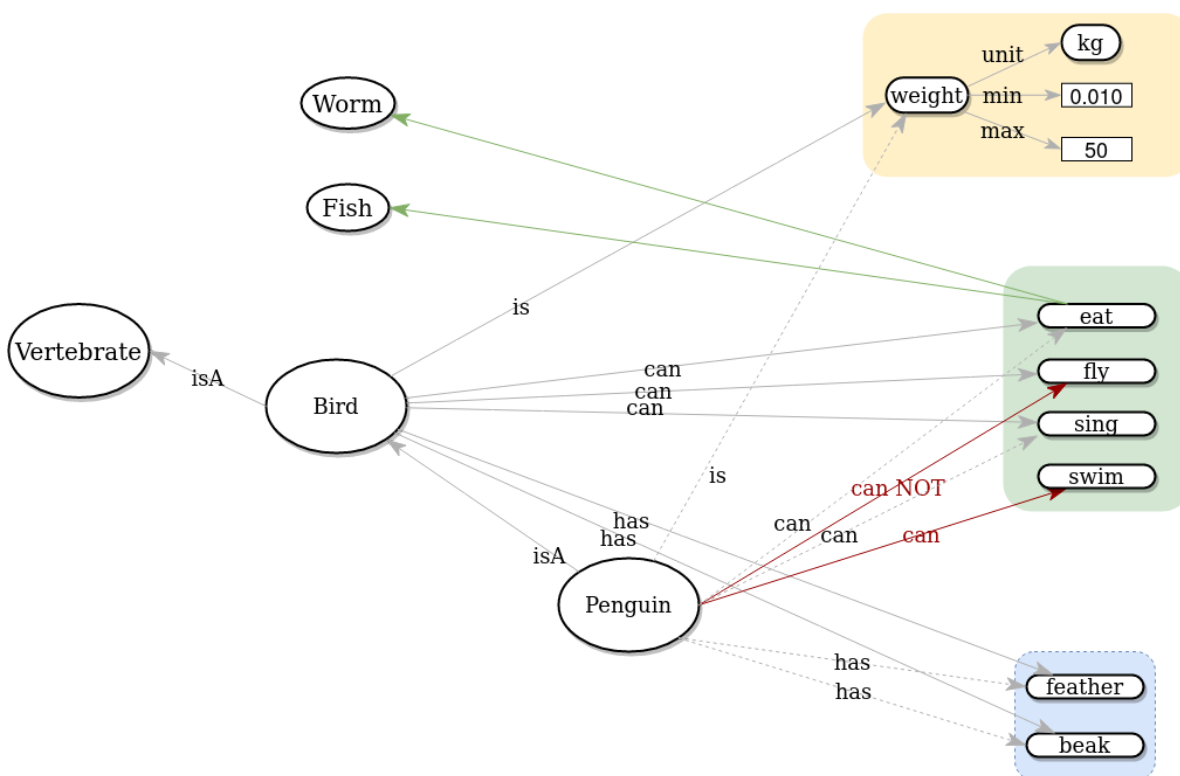 kg
unit
weight
min
0.010
Worm
max
50
Fish
is
eat
Vertebrate
can
fly
isA
can
Bird
can
sing
is
swim
can NOT
has
can
can
can
has
isA
Penguin
has
feather
has
beak